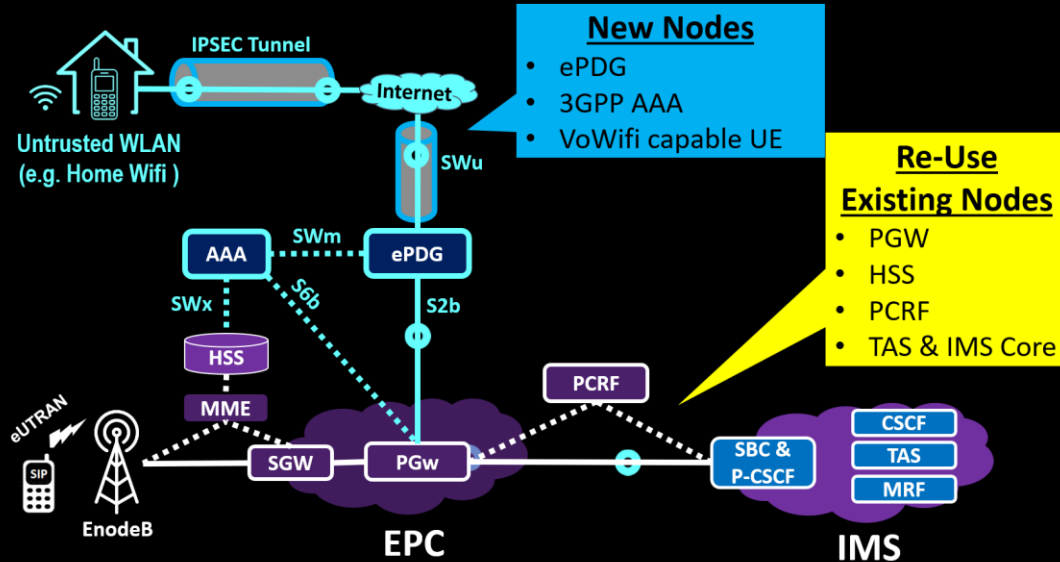 IPSEC Tunnel
Internet
Untrusted WLAN
(e.g. Home Wifi )
New Nodes
• ePDG
• 3GPP AAA
• VoWifi capable UE
SWu
Re-Use
Existing Nodes
• PGW
• HSS
• PCRF
• TAS & IMS Core
AAA
SWm
ePDG
SWx
S6b
S2b
HSS
MME
PCRF
eUTRAN
SIP
EnodeB
SGW
PGw
SBC &
P-CSCF
CSCF
TAS
MRF
EPC
IMS